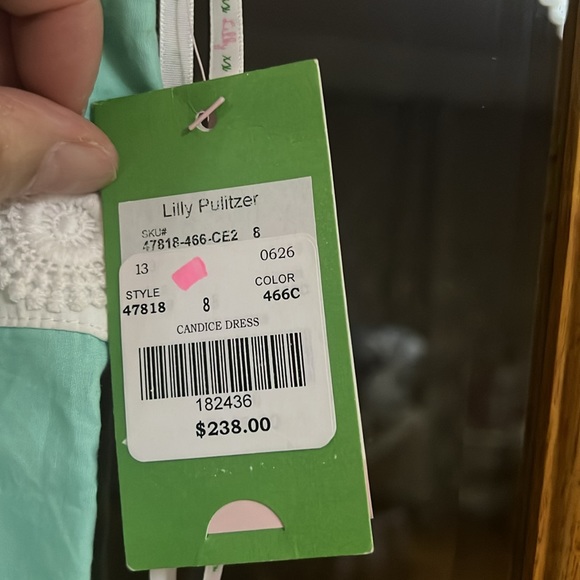 Lilly
Lilly Pulitzer
SKU#
47818-466-CE2 8
13 0626
STYLE COLOR
47818 8 466C
CANDICE DRESS
182436
$238.00